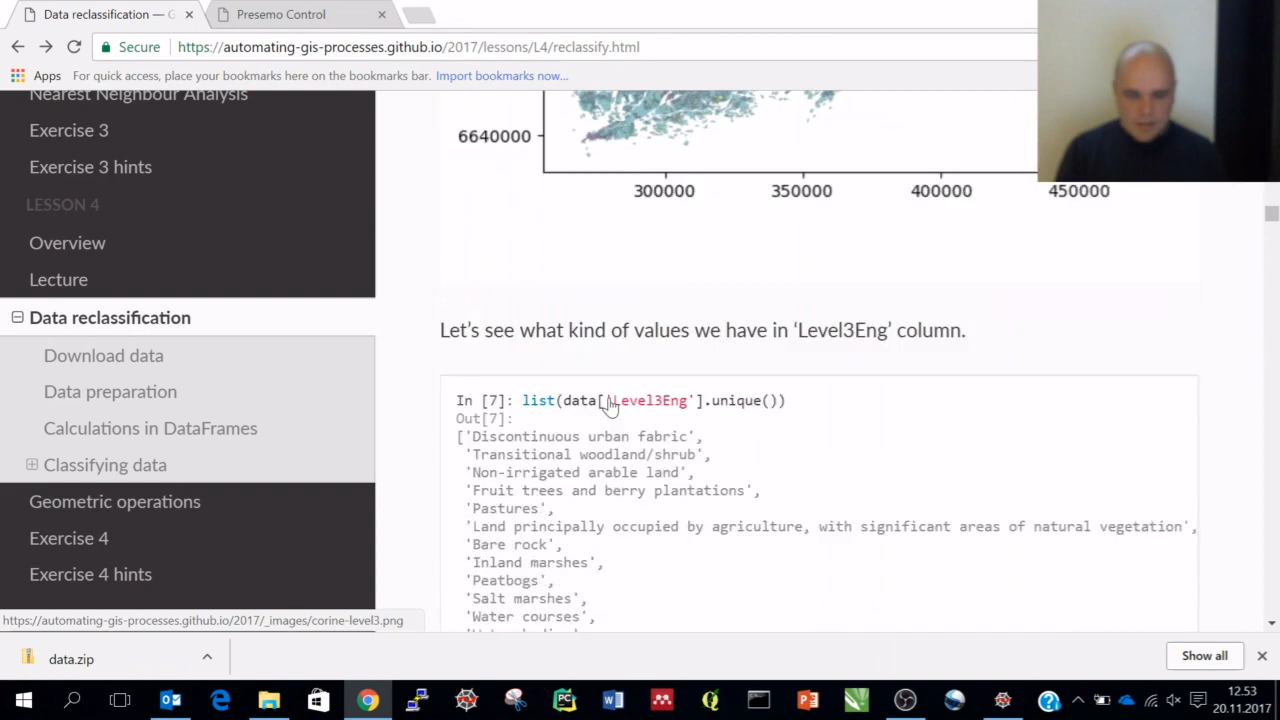 Data reclassification — G
Presemo Control
Secure
https://automating-gis-processes.github.io/2017/lessons/L4/reclassify.html
Apps
For quick access, place your bookmarks here on the bookmarks bar. Import bookmarks now...
Nearest Neighbour Analysis
Exercise 3
Exercise 3 hints
LESSON 4
Overview
Lecture
Data reclassification
Download data
Data preparation
Calculations in DataFrames
Classifying data
Geometric operations
Exercise 4
Exercise 4 hints
6640000
300000 350000 400000 450000
Let's see what kind of values we have in 'Level3Eng' column.
In [7]: list(data['Level3Eng'].unique())
Out[7]:
['Discontinuous urban fabric',
'Transitional woodland/shrub',
'Non-irrigated arable land',
'Fruit trees and berry plantations',
'Pastures',
'Land principally occupied by agriculture, with significant areas of natural vegetation',
'Bare rock',
'Inland marshes',
'Peatbogs',
'Salt marshes',
'Water courses',
https://automating-gis-processes.github.io/2017/_images/corine-level3.png
data.zip
Show all
12.53
20.11.2017